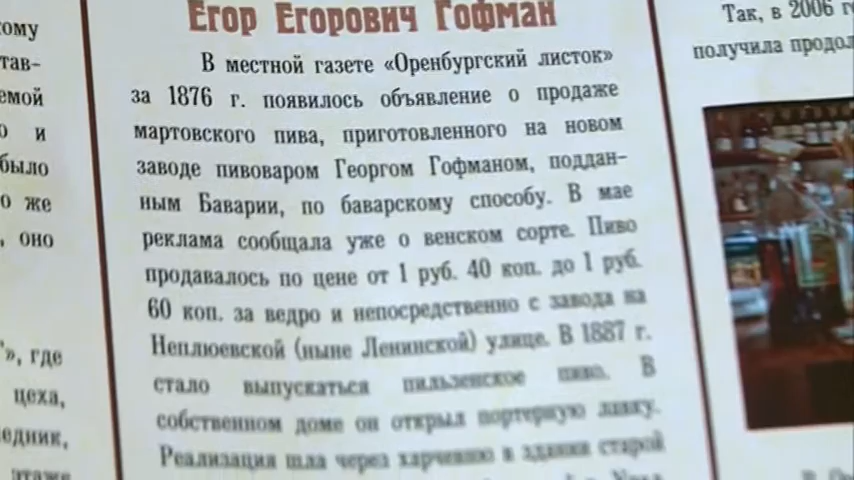 ому
тав-
емой
о и
было
о же
, оно
", где
цеха,
едник,
этаже
Егор Егорович Гофман
В местной газете «Оренбургский листок»
за 1876 г. появилось объявление о продаже
мартовского пива, приготовленного на новом
заводе пивоваром Георгом Гофманом, поддан-
ным Баварии, по баварскому способу. В мае
реклама сообщала уже о венском сорте. Пиво
продавалось по цене от 1 руб. 40 коп. до 1 руб.
60 коп. за ведро и непосредственно с завода на
Неплюевской (ныне Ленинской) улице. В 1887 г.
стало выпускаться пильзенское пиво. В
собственном доме он открыл портерную лавку.
Реализация шла через харчевню в здании старой
Так, в 2006 го
получила продол